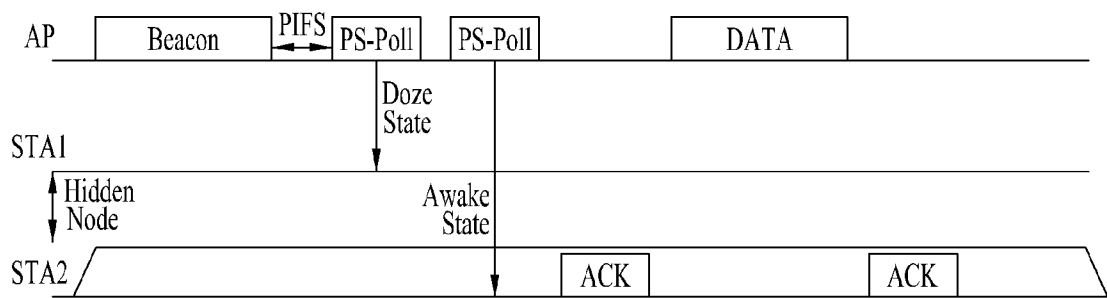 AP
Beacon
PIFS
PS-Poll
PS-Poll
DATA
Doze
State
STA1
Hidden
Node
Awake
State
STA2
ACK
ACK